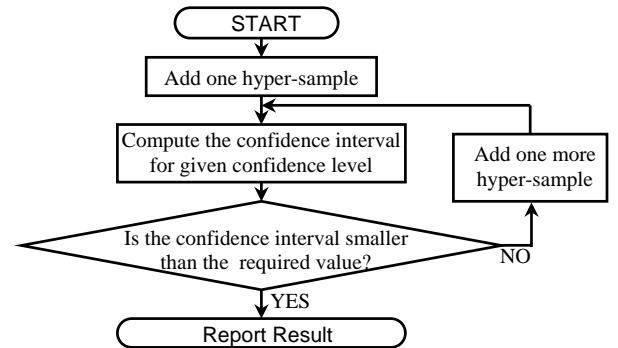 START
Add one hyper-sample
Compute the confidence interval
for given confidence level
Add one more
hyper-sample
Is the confidence interval smaller
than the required value?
NO
YES
Report Result